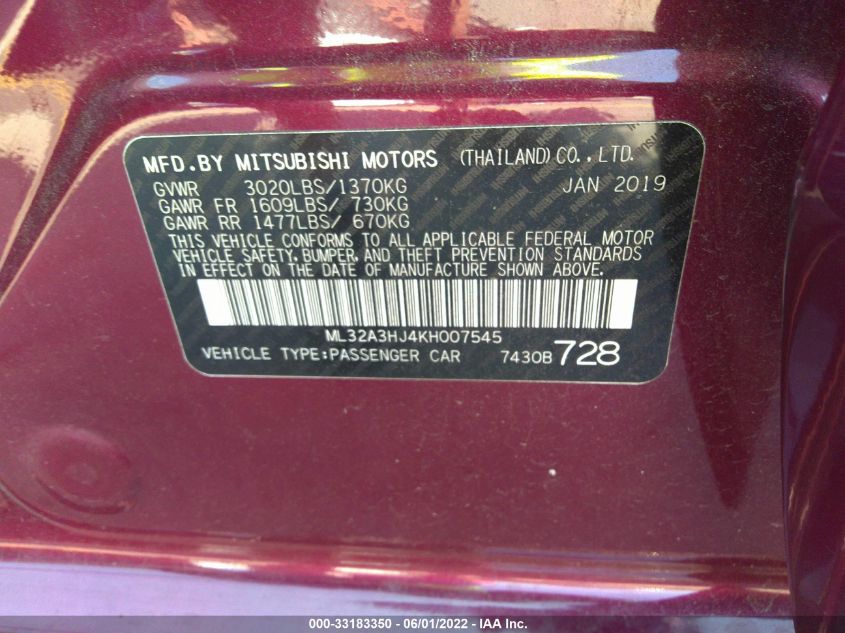 MFD.BY MITSUBISHI MOTORS (THAILAND)CO.,LTD.
GVWR 3020LBS/1370KG JAN 2019
GAWR FR 1609LBS/ 730KG
GAWR RR 1477LBS/ 670KG
THIS VEHICLE CONFORMS TO ALL APPLICABLE FEDERAL MOTOR
VEHICLE SAFETY, BUMPER, AND THEFT PREVENTION STANDARDS
IN EFFECT ON THE DATE OF MANUFACTURE SHOWN ABOVE.
ML32A3HJ4KH007545
VEHICLE TYPE:PASSENGER CAR 7430B 728
000-33183350 - 06/01/2022 - IAA Inc.